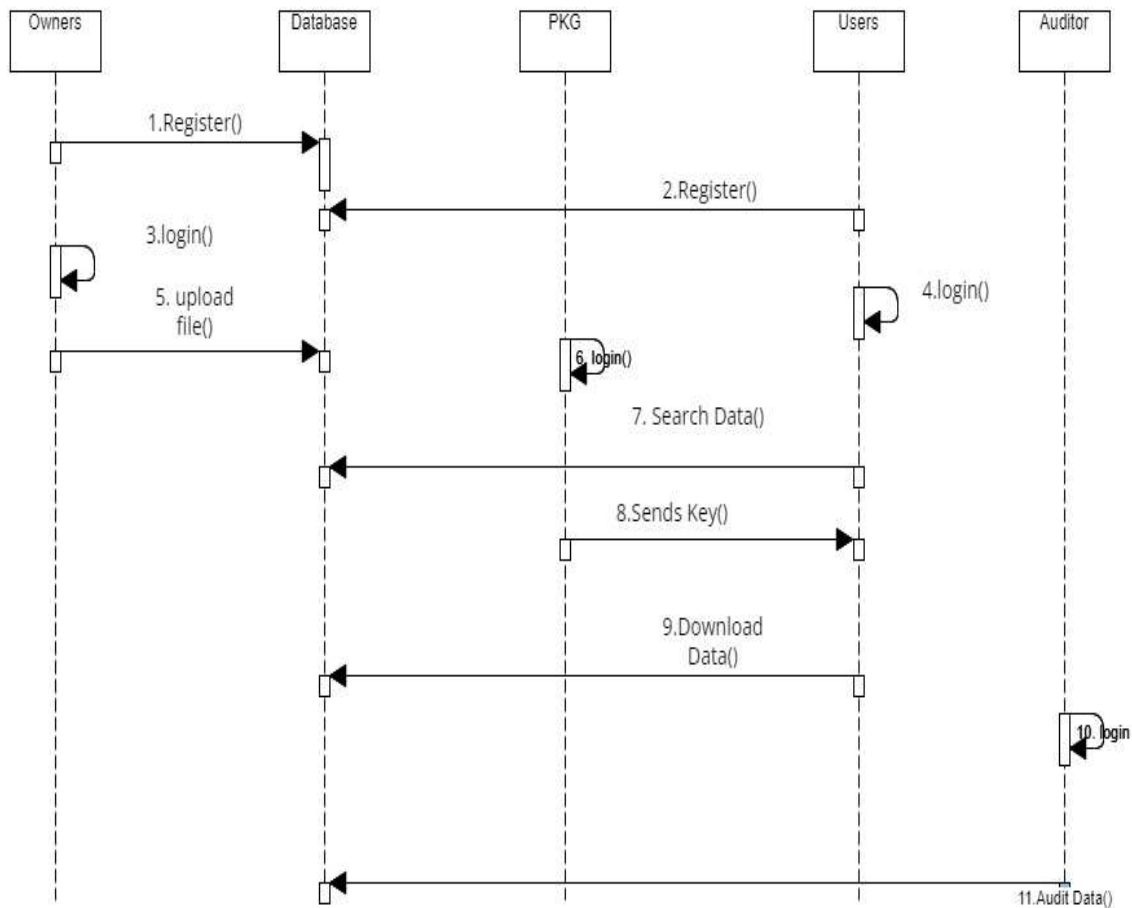 Owners
Database
PKG
Users
Auditor
1.Register()
2.Register()
3.login()
4.login()
5. upload
file()
6. login()
7. Search Data()
8.Sends Key()
9.Download
Data()
10. login
11.Audit Data()